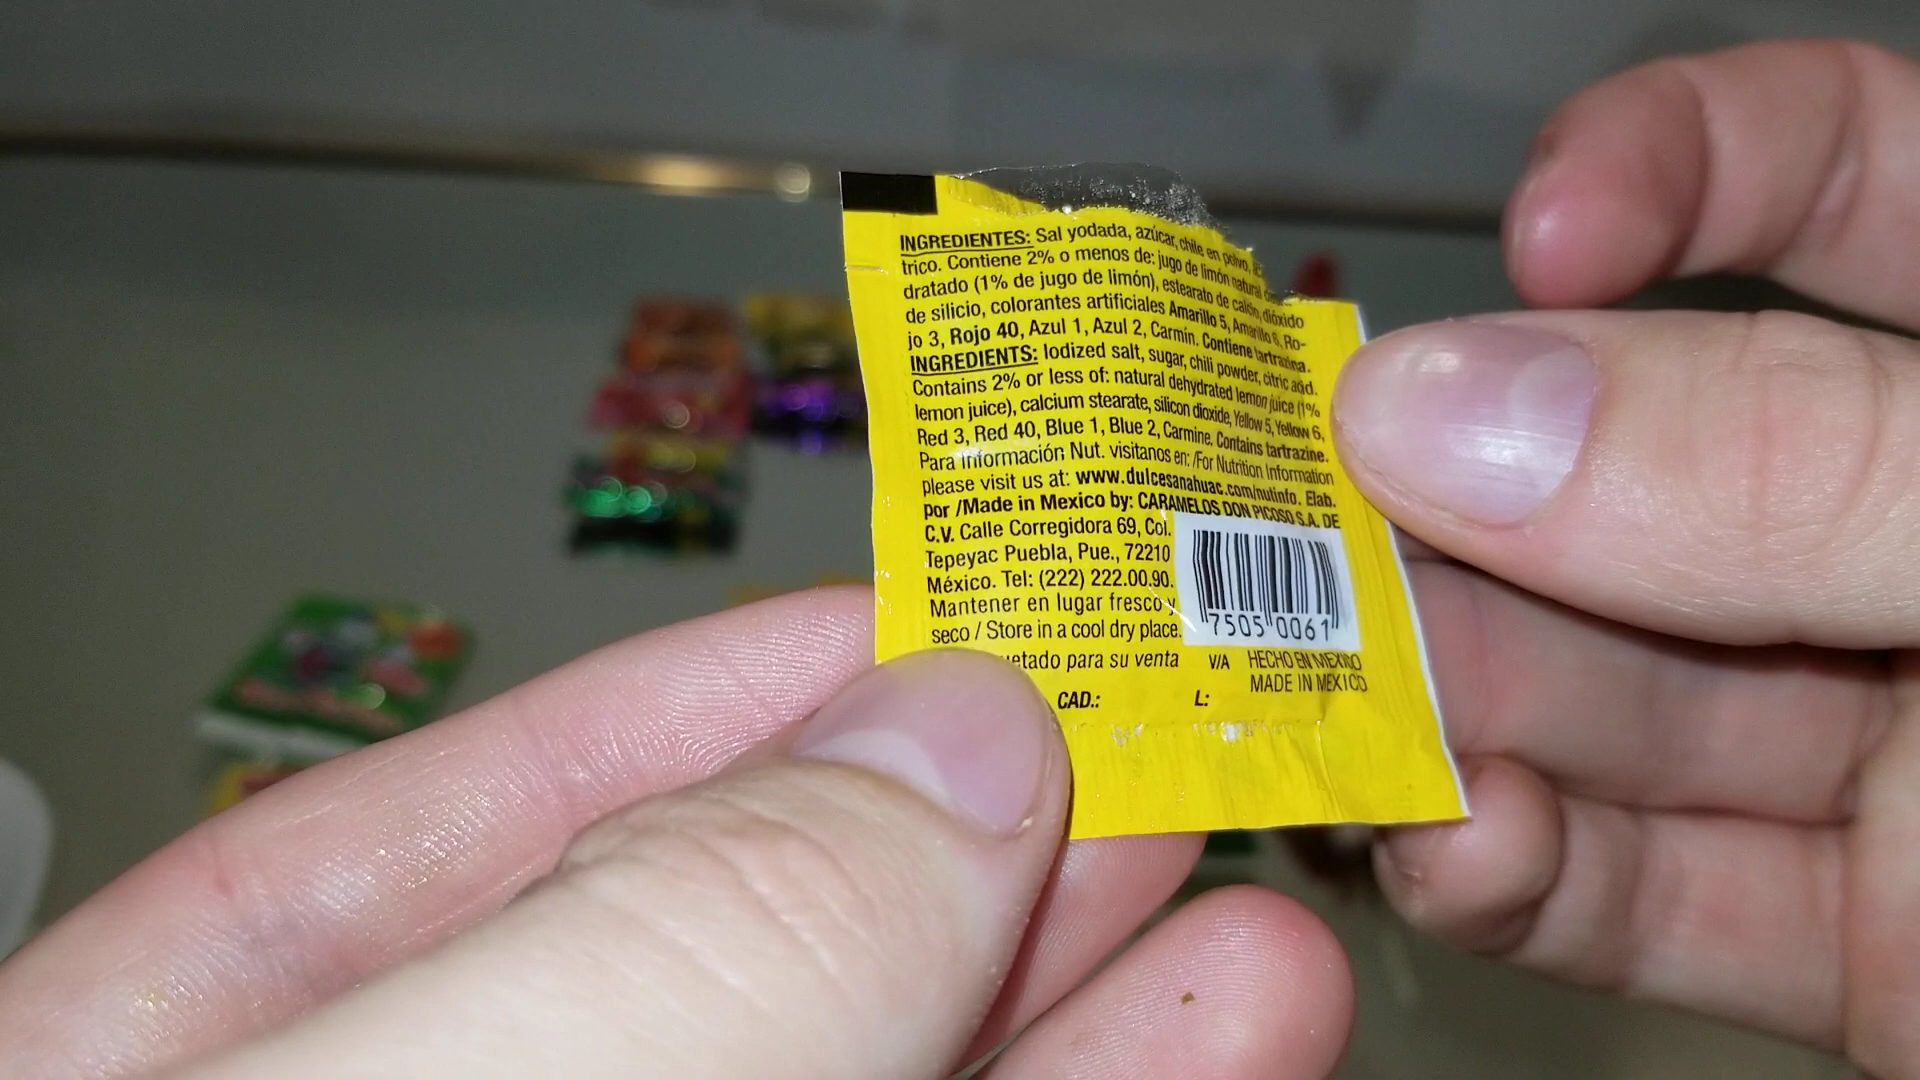 INGREDIENTES: Sal yodada, azúcar, chile en polvo,
trico. Contiene 2% o menos de: jugo de limón natural
dratado (1% de jugo de limón), estearato de calcio, dióxido
de silicio, colorantes artificiales Amarillo 5, Amarillo 6, Ro-
jo 3, Rojo 40, Azul 1, Azul 2, Carmín. Contiene tartrazina.
INGREDIENTS: Iodized salt, sugar, chili powder, citric acid.
Contains 2% or less of: natural dehydrated lemon juice (1%
lemon juice), calcium stearate, silicon dioxide, Yellow 5, Yellow 6,
Red 3, Red 40, Blue 1, Blue 2, Carmine. Contains tartrazine.
Para Información Nut. visitanos en: /For Nutrition Information
please visit us at: www.dulcesanahuac.com/nutinfo. Elab.
por /Made in Mexico by: CARAMELOS DON PICOSO S.A. DE
C.V. Calle Corregidora 69, Col.
Tepeyac Puebla, Pue., 72210
México. Tel: (222) 222.00.90.
Mantener en lugar fresco y
seco / Store in a cool dry place.
7505 0061
etado para su venta V/A HECHO EN MEXICO
MADE IN MEXICO
CAD.: L: